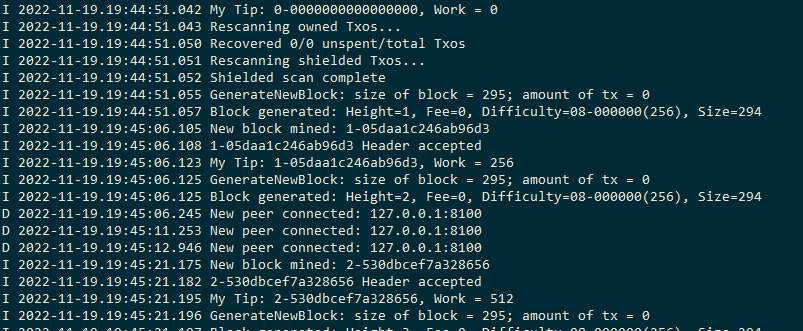 I 2022-11-19.19:44:51.042 My Tip: 0-0000000000000000, Work = 0
I 2022-11-19.19:44:51.043 Rescanning owned Txos...
I 2022-11-19.19:44:51.050 Recovered 0/0 unspent/total Txos
I 2022-11-19.19:44:51.051 Rescanning shielded Txos...
I 2022-11-19.19:44:51.052 Shielded scan complete
I 2022-11-19.19:44:51.055 GenerateNewBlock: size of block = 295; amount of tx = 0
I 2022-11-19.19:44:51.057 Block generated: Height=1, Fee=0, Difficulty=08-000000(256), Size=294
I 2022-11-19.19:45:06.105 New block mined: 1-05daa1c246ab96d3
I 2022-11-19.19:45:06.108 1-05daa1c246ab96d3 Header accepted
I 2022-11-19.19:45:06.123 My Tip: 1-05daa1c246ab96d3, Work = 256
I 2022-11-19.19:45:06.125 GenerateNewBlock: size of block = 295; amount of tx = 0
I 2022-11-19.19:45:06.125 Block generated: Height=2, Fee=0, Difficulty=08-000000(256), Size=294
D 2022-11-19.19:45:06.245 New peer connected: 127.0.0.1:8100
D 2022-11-19.19:45:11.253 New peer connected: 127.0.0.1:8100
D 2022-11-19.19:45:12.946 New peer connected: 127.0.0.1:8100
I 2022-11-19.19:45:21.175 New block mined: 2-530dbcef7a328656
I 2022-11-19.19:45:21.182 2-530dbcef7a328656 Header accepted
I 2022-11-19.19:45:21.195 My Tip: 2-530dbcef7a328656, Work = 512
I 2022-11-19.19:45:21.196 GenerateNewBlock: size of block = 295; amount of tx = 0